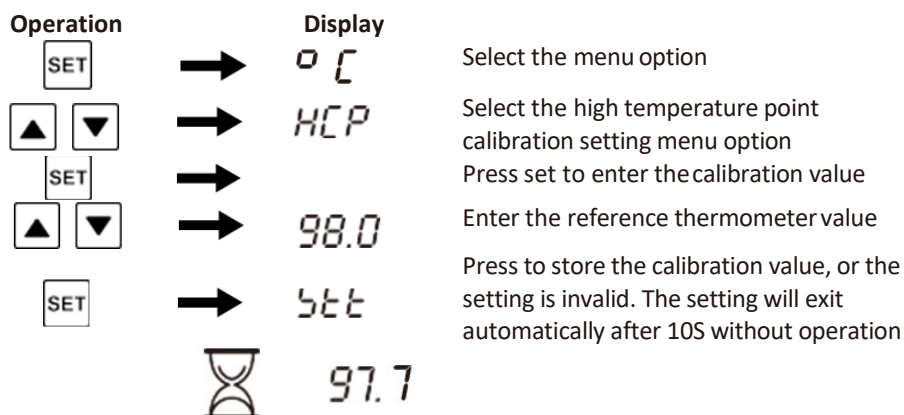 Operation Display
SET ° C Select the menu option
HCP Select the high temperature point
calibration setting menu option
SET Press set to enter the calibration value
98.0 Enter the reference thermometer value
Press to store the calibration value, or the
SET Stt setting is invalid. The setting will exit
automatically after 10S without operation
97.7